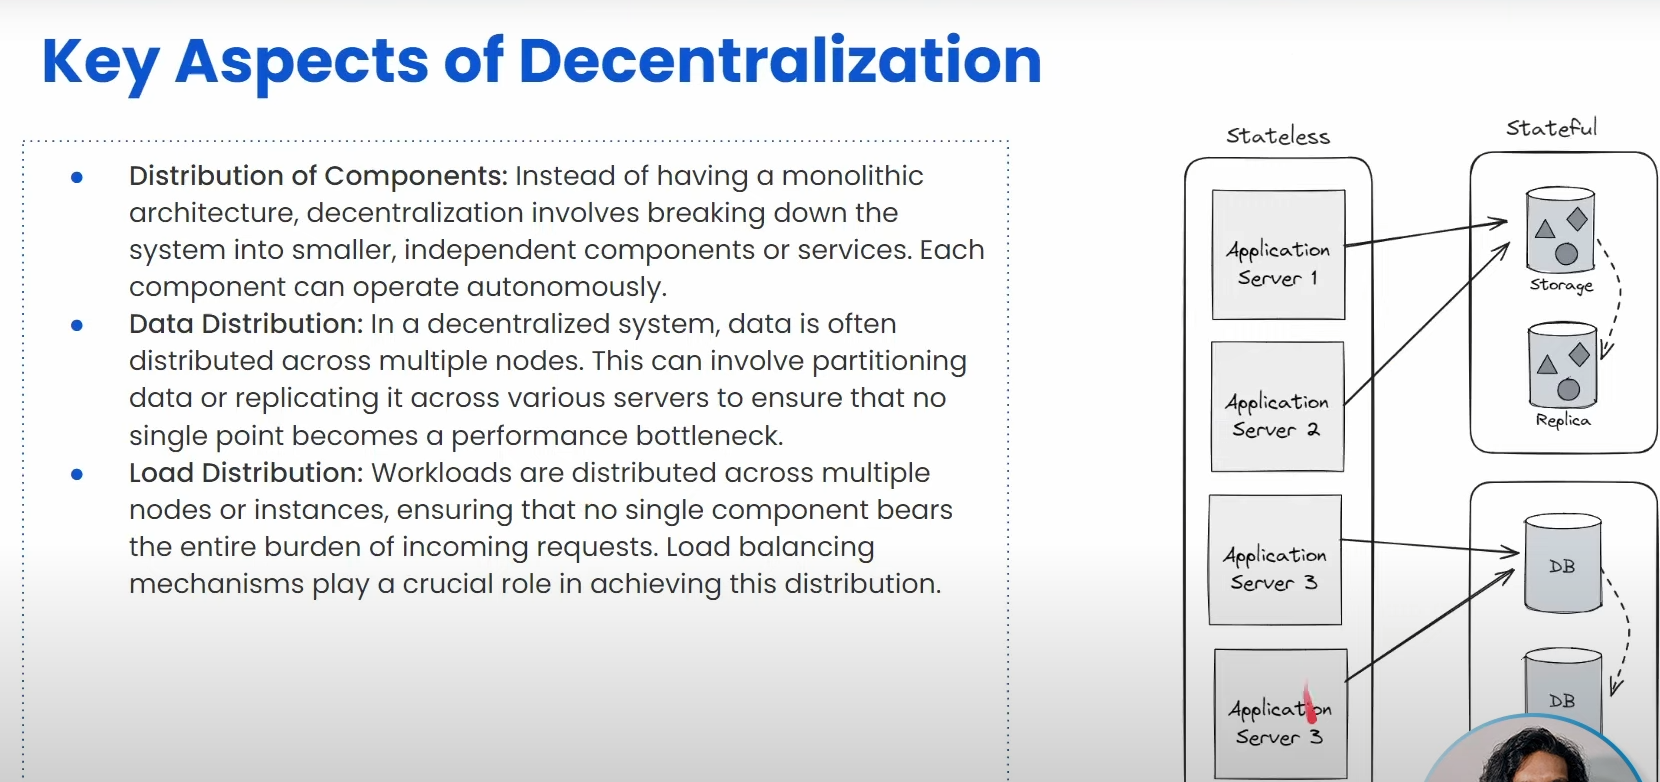 Key Aspects of Decentralization
Distribution of Components: Instead of having a monolithic
architecture, decentralization involves breaking down the
system into smaller, independent components or services. Each
component can operate autonomously.
Data Distribution: In a decentralized system, data is often
distributed across multiple nodes. This can involve partitioning
data or replicating it across various servers to ensure that no
single point becomes a performance bottleneck.
Load Distribution: Workloads are distributed across multiple
nodes or instances, ensuring that no single component bears
the entire burden of incoming requests. Load balancing
mechanisms play a crucial role in achieving this distribution.
Stateless
Application
Server 1
Application
Server 2
Application
Server 3
Application
Server 3
Stateful
Storage
Replica
DB
DB